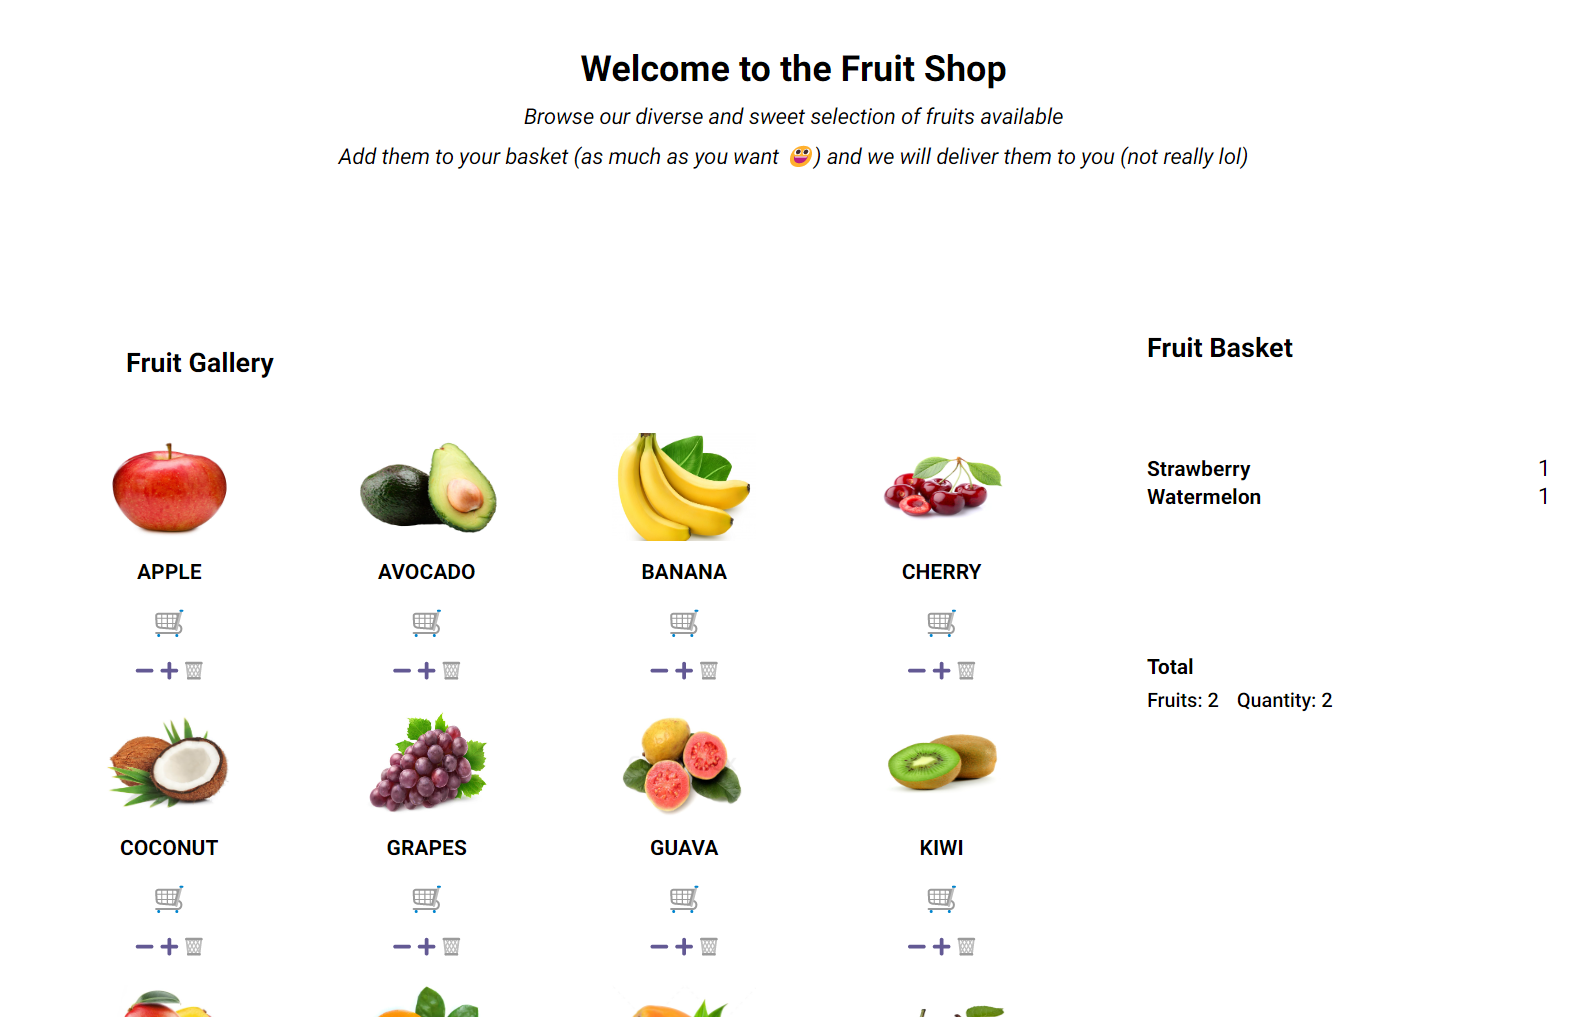 Welcome to the Fruit Shop
Browse our diverse and sweet selection of fruits available
Add them to your basket (as much as you want 😀) and we will deliver them to you (not really lol)
Fruit Gallery
APPLE
AVOCADO
BANANA
CHERRY
COCONUT
GRAPES
GUAVA
KIWI
Fruit Basket
Strawberry 1
Watermelon 1
Total
Fruits: 2 Quantity: 2